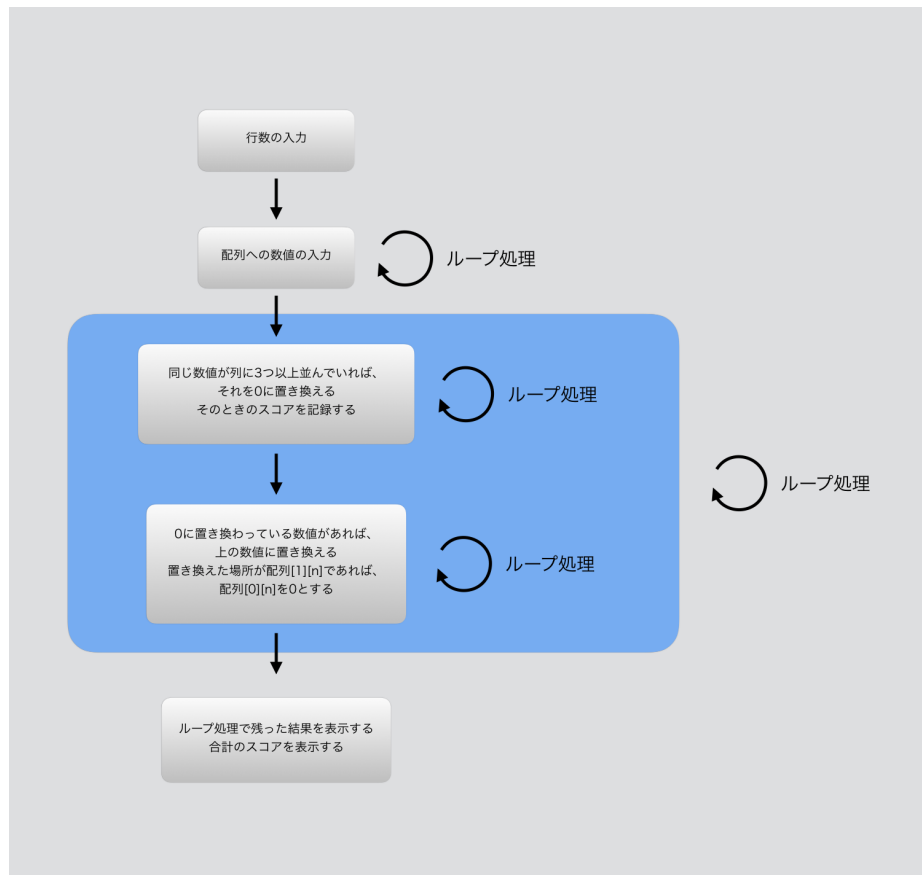 行数の入力
配列への数値の入力
ループ処理
同じ数値が列に3つ以上並んでいれば、
それを0に置き換える
そのときのスコアを記録する
ループ処理
ループ処理
0に置き換わっている数値があれば、
上の数値に置き換える
置き換えた場所が配列[1][n]であれば、
配列[0][n]を0とする
ループ処理
ループ処理で残った結果を表示する
合計のスコアを表示する